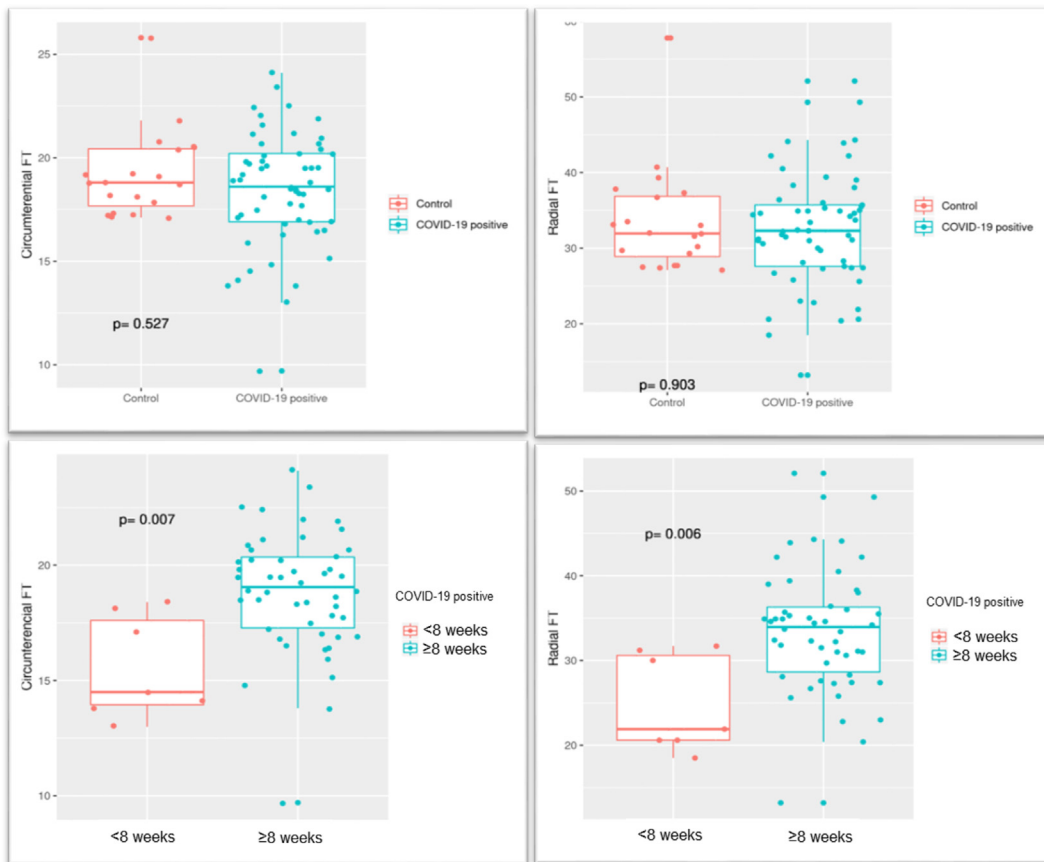 Circunterential FT
25
20
15
10
p= 0.527
Control
COVID-19 positive
Control
COVID-19 positive
Radial FT
50
40
30
20
p= 0.903
Control
COVID-19 positive
Control
COVID-19 positive
Circunterencial FT
20
15
10
p= 0.007
<8 weeks
≥8 weeks
COVID-19 positive
<8 weeks
≥8 weeks
Radial FT
50
40
30
20
p= 0.006
<8 weeks
≥8 weeks
COVID-19 positive
<8 weeks
≥8 weeks